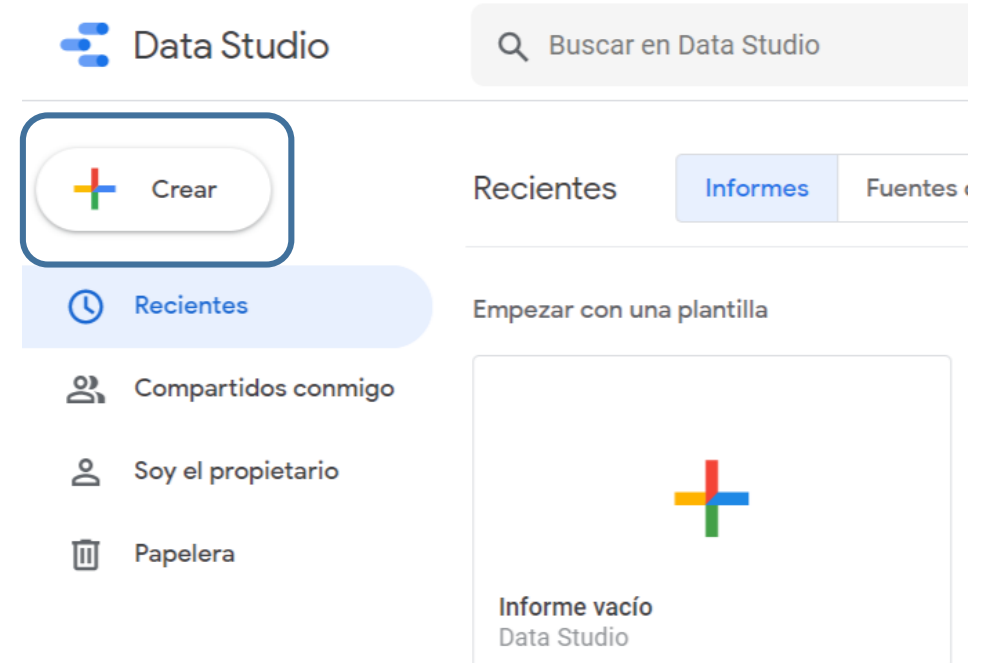 Data Studio
Buscar en Data Studio
Crear
Recientes
Informes
Fuentes
Recientes
Compartidos conmigo
Soy el propietario
Papelera
Empezar con una plantilla
Informe vacío
Data Studio